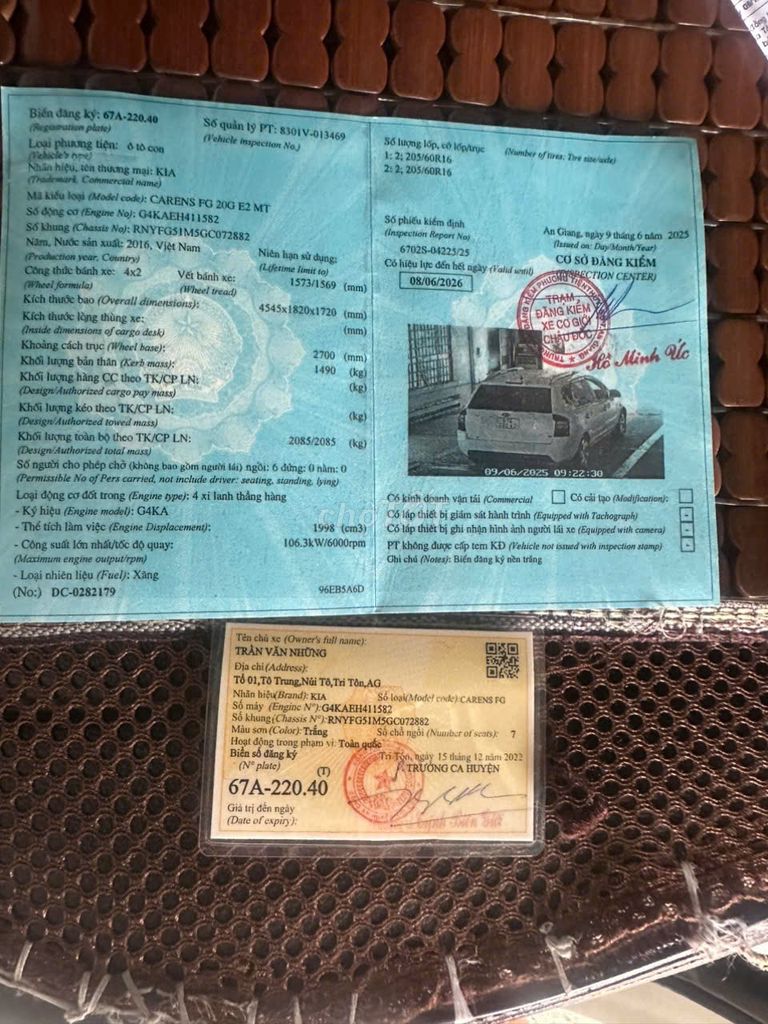 Biển đăng ký: 67A-220.40
(Registration plate)
Số quản lý PT: 8301V-013469
(Vehicle inspection No.)
Loại phương tiện: ô tô con
(Vehicle's type)
Nhãn hiệu, tên thương mại: KIA
(Trademark, Commercial name)
Mã kiểu loại (Model code): CARENS FG 20G E2 MT
Số động cơ (Engine No): G4KAEH411582
Số khung (Chassis No): RNYFG51M5GC072882
Năm, Nước sản xuất: 2016, Việt Nam
(Production year, Country)
Niên hạn sử dụng:
(Lifetime limit to)
Công thức bánh xe: 4x2
(Wheel formula)
Vết bánh xe: 1573/1569 (mm)
(Wheel tread)
Kích thước bao (Overall dimensions): 4545x1820x1720 (mm)
Kích thước lòng thùng xe: (mm)
(Inside dimensions of cargo desk)
Khoảng cách trục (Wheel base): 2700 (mm)
Khối lượng bản thân (Kerb mass): 1490 (kg)
Khối lượng hàng CC theo TK/CP LN: (kg)
(Design/Authorized cargo pay mass)
Khối lượng kéo theo TK/CP LN: (kg)
(Design/Authorized towed mass)
Khối lượng toàn bộ theo TK/CP LN: 2085/2085 (kg)
(Design/Authorized total mass)
Số người cho phép chở (không bao gồm người lái) ngồi: 6 đứng: 0 nằm: 0
(Permissible No of Pers carried, not include driver: seating, standing, lying)
Loại động cơ đốt trong (Engine type): 4 xi lanh thẳng hàng
- Ký hiệu (Engine model): G4KA
- Thể tích làm việc (Engine Displacement): 1998 (cm3)
- Công suất lớn nhất/tốc độ quay: 106.3kW/6000rpm
(Maximum engine output/rpm)
- Loại nhiên liệu (Fuel): Xăng
(No:) DC-0282179
96EB5A6D
Số lượng lốp, cỡ lốp/trục (Number of tires; Tire size/axle)
1: 2; 205/60R16
2: 2; 205/60R16
Số phiếu kiểm định
(Inspection Report No)
6702S-04225/25
Có hiệu lực đến hết ngày (Valid until)
08/06/2026
An Giang, ngày 9 tháng 6 năm 2025
(Issued on: Day/Month/Year)
CƠ SỞ ĐĂNG KIỂM
(INSPECTION CENTER)
TRẠM
ĐĂNG KIỂM
XE CƠ GIỚI
CHÂU ĐỐC
Hồ Minh Úc
09/06/2025 09:22:30
Có kinh doanh vận tải (Commercial
Có cải tạo (Modification):
Có lắp thiết bị giám sát hành trình (Equipped with Tachograph)
Có lắp thiết bị ghi nhận hình ảnh người lái xe (Equipped with camera)
PT không được cấp tem KĐ (Vehicle not issued with inspection stamp)
Ghi chú (Notes): Biển đăng ký nền trắng
Tên chủ xe (Owner's full name):
TRẦN VĂN NHỮNG
Địa chỉ (Address):
Tổ 01,Tô Trung,Núi Tô,Tri Tôn,AG
Nhãn hiệu(Brand): KIA
Số loại(Model code):CARENS FG
Số máy (Engine N°):G4KAEH411582
Số khung(Chassis N°):RNYFG51M5GC072882
Màu sơn(Color): Trắng
Số chỗ ngồi (Number of seats): 7
Hoạt động trong phạm vi: Toàn quốc
Biển số đăng ký
(N° plate)
Tri Tôn, ngày 15 tháng 12 năm 2022
TRƯỞNG CA HUYỆN
(T)
67A-220.40
Giá trị đến ngày
(Date of expiry):